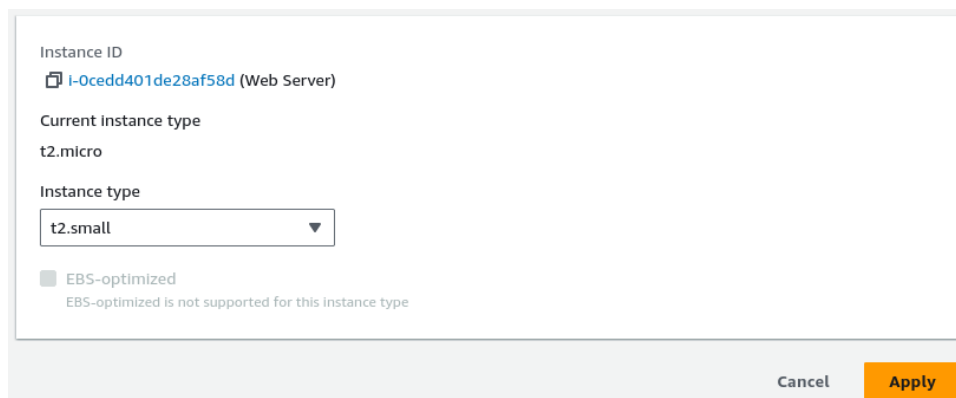 Instance ID
i-0cedd401de28af58d (Web Server)
Current instance type
t2.micro
Instance type
t2.small
EBS-optimized
EBS-optimized is not supported for this instance type
Cancel Apply